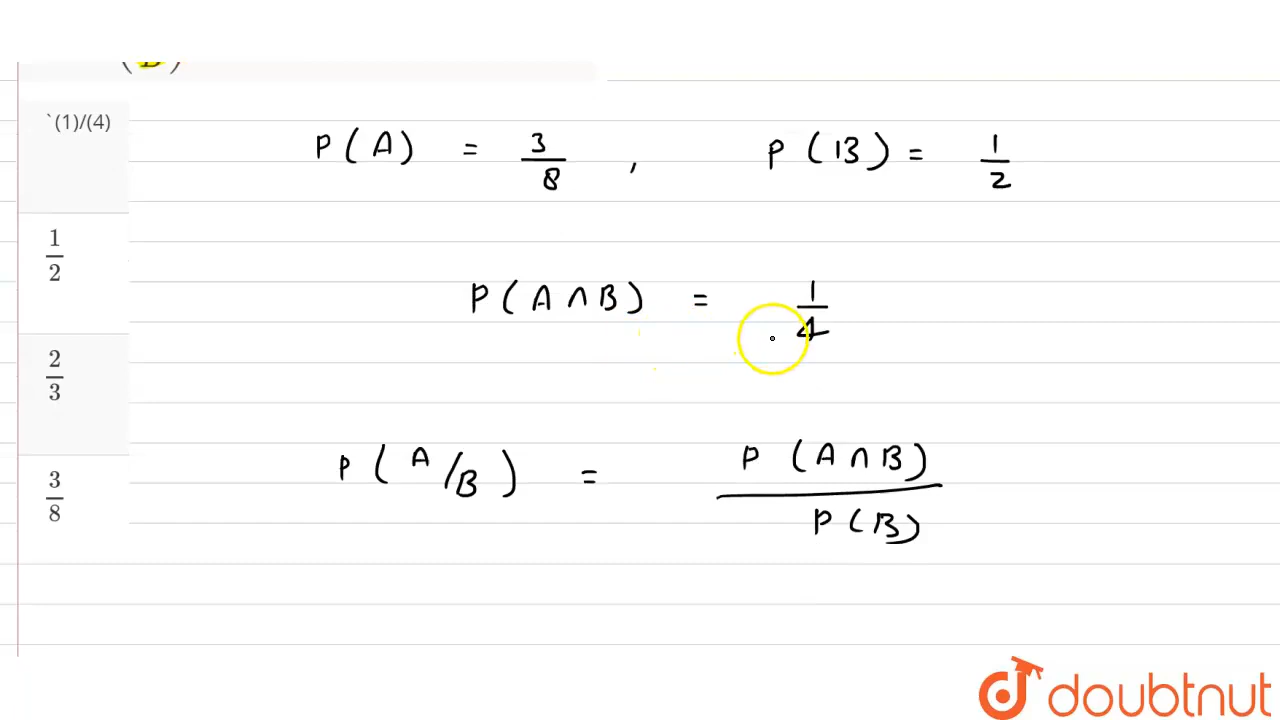 (B)
`(1)/(4)
P(A) = 3/8 , P(B) = 1/2
1/2
P(A∩B) = 1/4
2/3
P(A/B) = P(A∩B)/P(B)
3/8
doubtnut